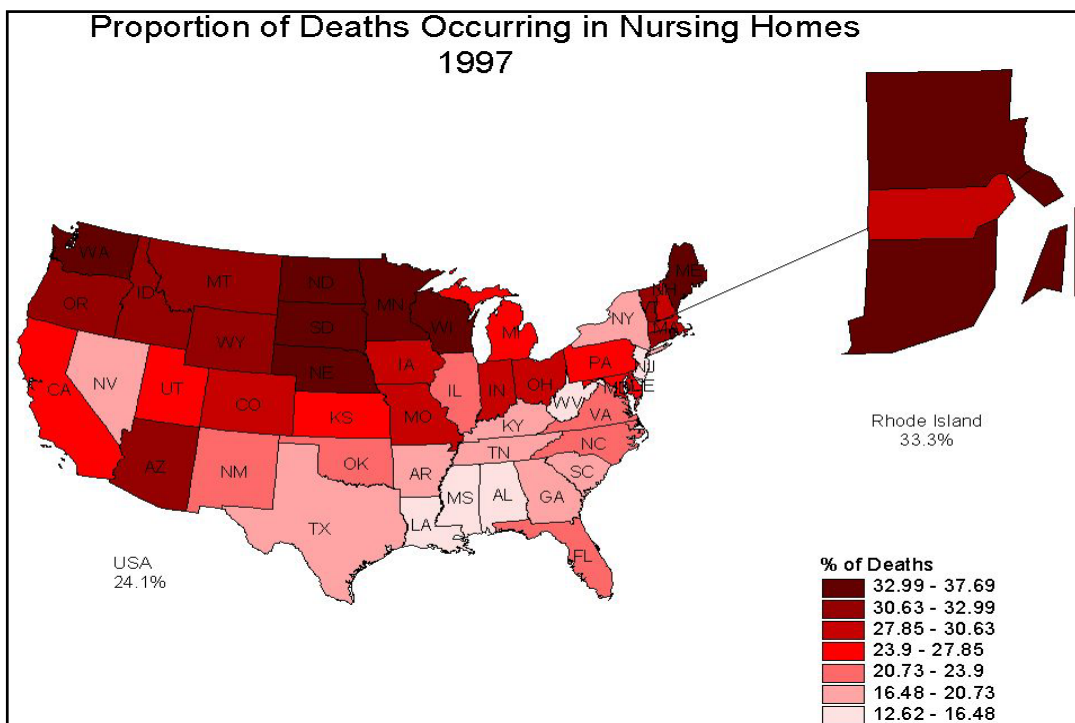 Proportion of Deaths Occurring in Nursing Homes
1997
WA
MT
ND
MN
ME
OR
ID
SD
WI
NH
WY
MI
NY
MA
NE
IA
PA
NJ
CA
NV
UT
CO
KS
MO
IL
IN
OH
WV
VA
KY
AZ
NM
OK
AR
TN
NC
SC
TX
LA
MS
AL
GA
FL
Rhode Island
33.3%
USA
24.1%
% of Deaths
32.99 - 37.69
30.63 - 32.99
27.85 - 30.63
23.9 - 27.85
20.73 - 23.9
16.48 - 20.73
12.62 - 16.48